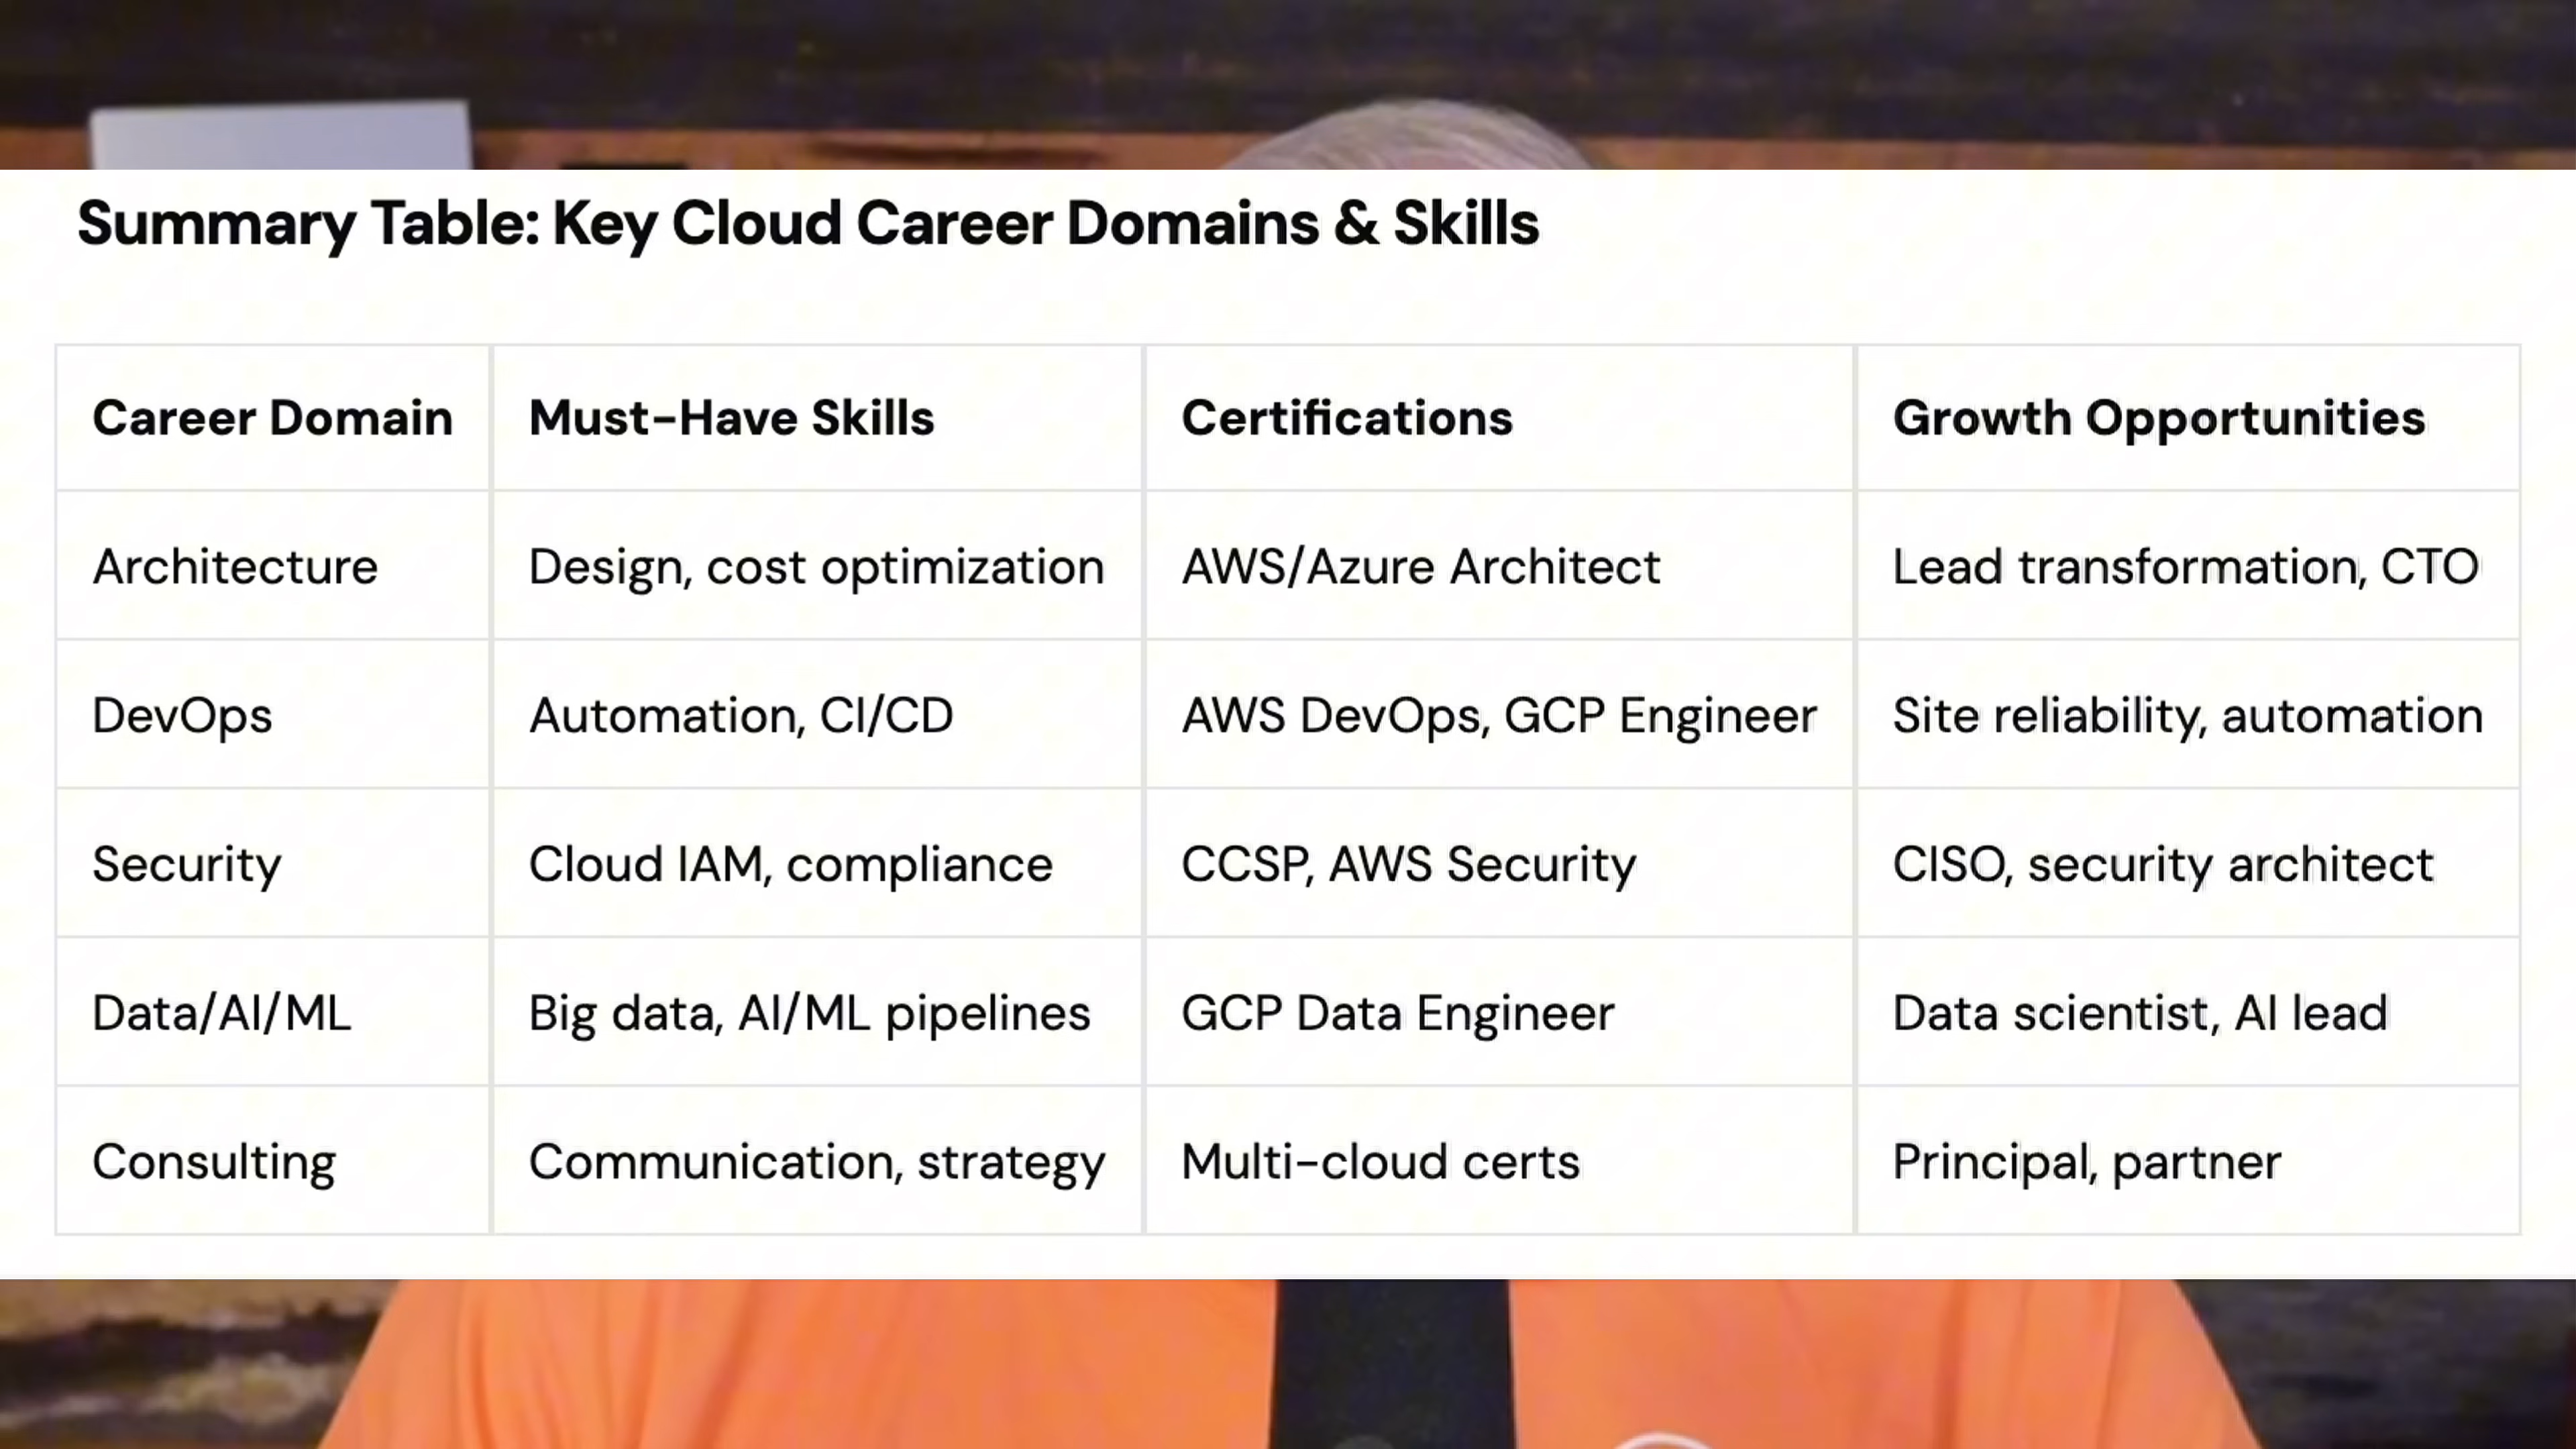 Summary Table: Key Cloud Career Domains & Skills
Career Domain Must-Have Skills Certifications Growth Opportunities
Architecture Design, cost optimization AWS/Azure Architect Lead transformation, CTO
DevOps Automation, CI/CD AWS DevOps, GCP Engineer Site reliability, automation
Security Cloud IAM, compliance CCSP, AWS Security CISO, security architect
Data/AI/ML Big data, AI/ML pipelines GCP Data Engineer Data scientist, AI lead
Consulting Communication, strategy Multi-cloud certs Principal, partner